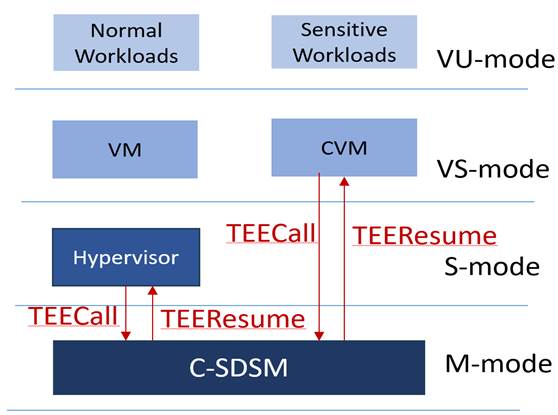 Normal
Workloads
Sensitive
Workloads
VU-mode
VM
CVM
VS-mode
TEECall
TEEResume
Hypervisor
S-mode
TEECall
TEEResume
C-SDSM
M-mode